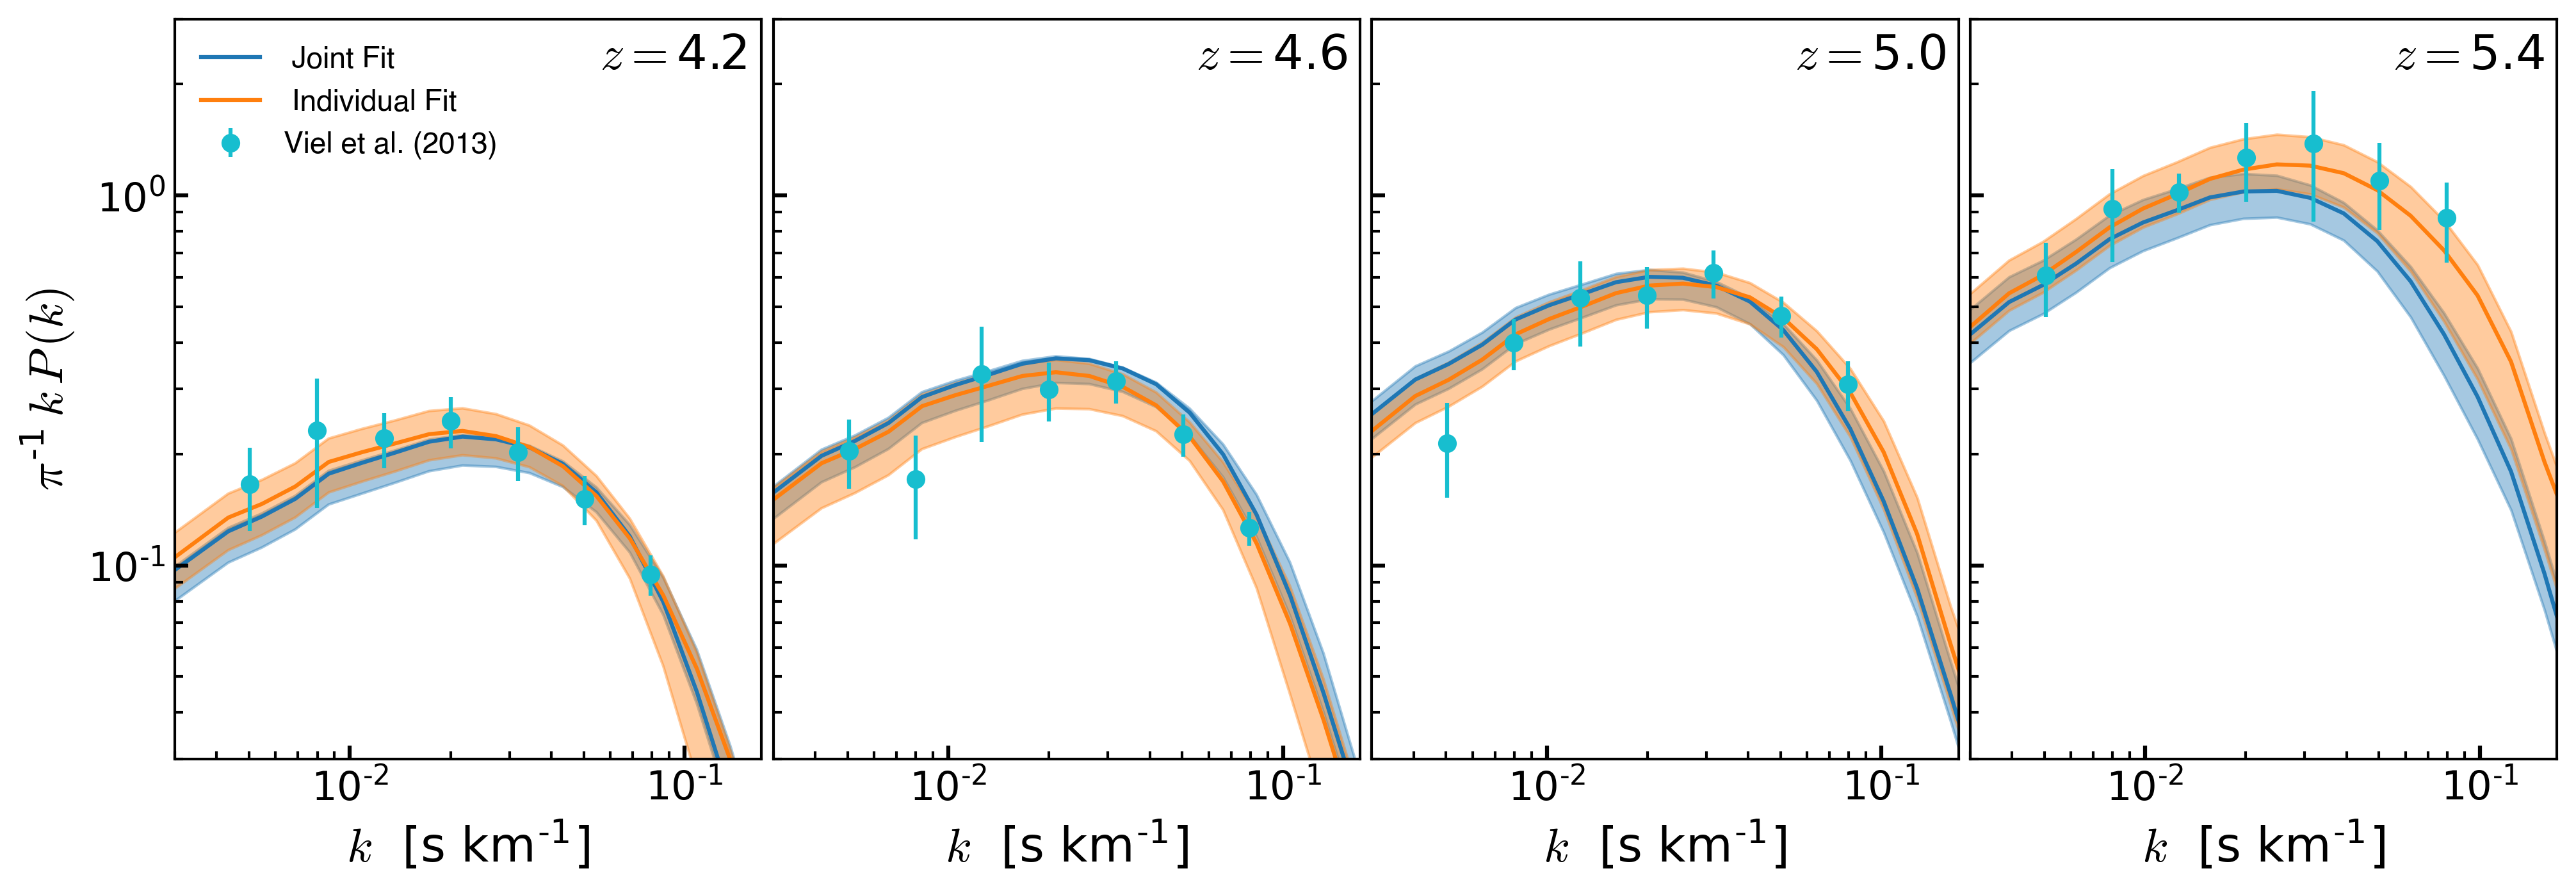 Joint Fit
Individual Fit
Viel et al. (2013)
z = 4.2
z = 4.6
z = 5.0
z = 5.4
π⁻¹ k P(k)
10⁰
10⁻¹
10⁻² 10⁻¹ 10⁻² 10⁻¹ 10⁻² 10⁻¹ 10⁻² 10⁻¹
k [s km⁻¹] k [s km⁻¹] k [s km⁻¹] k [s km⁻¹]